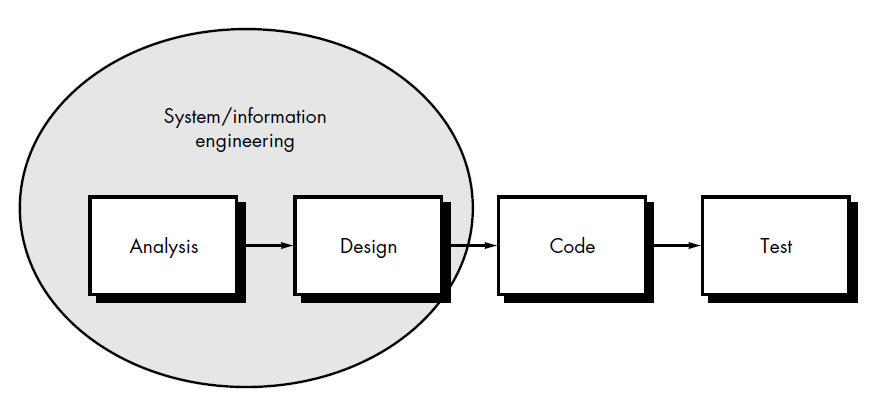 System/information
engineering
Analysis
Design
Code
Test